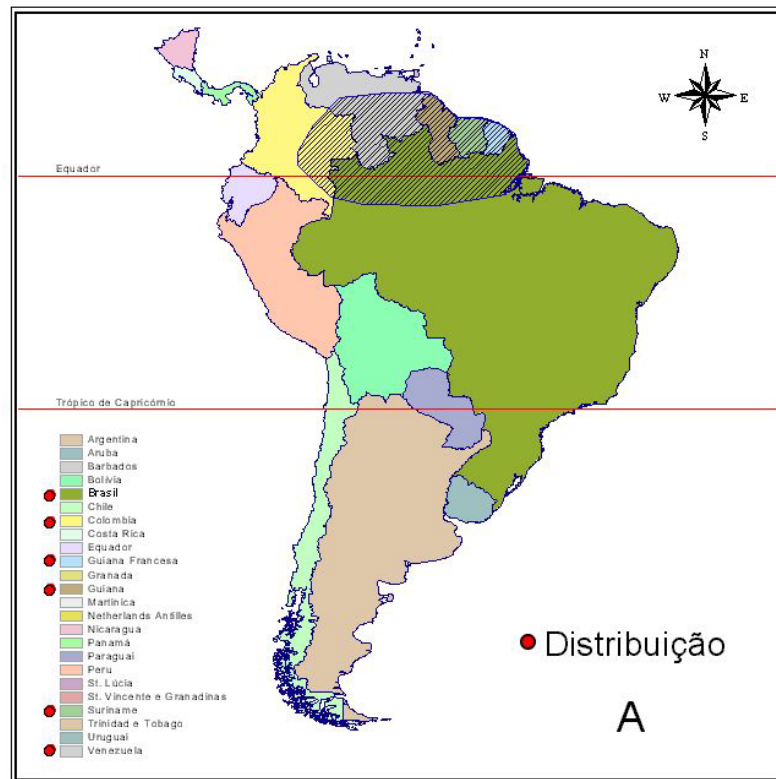 N
W E
S
Equador
Trópico de Capricórnio
Argentina
Aruba
Barbados
Bolívia
Brasil
Chile
Colombia
Costa Rica
Equador
Guiana Francesa
Granada
Guiana
Martinica
Netherlands Antilles
Nicaragua
Panamá
Paraguai
Peru
St. Lúcia
St. Vincente e Granadinas
Suriname
Trinidad e Tobago
Uruguai
Venezuela
Distribuição
A